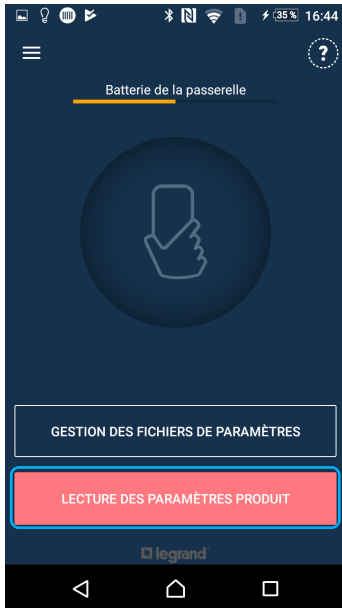 35% 16:44
?
Batterie de la passerelle
GESTION DES FICHIERS DE PARAMÈTRES
LECTURE DES PARAMÈTRES PRODUIT
legrand